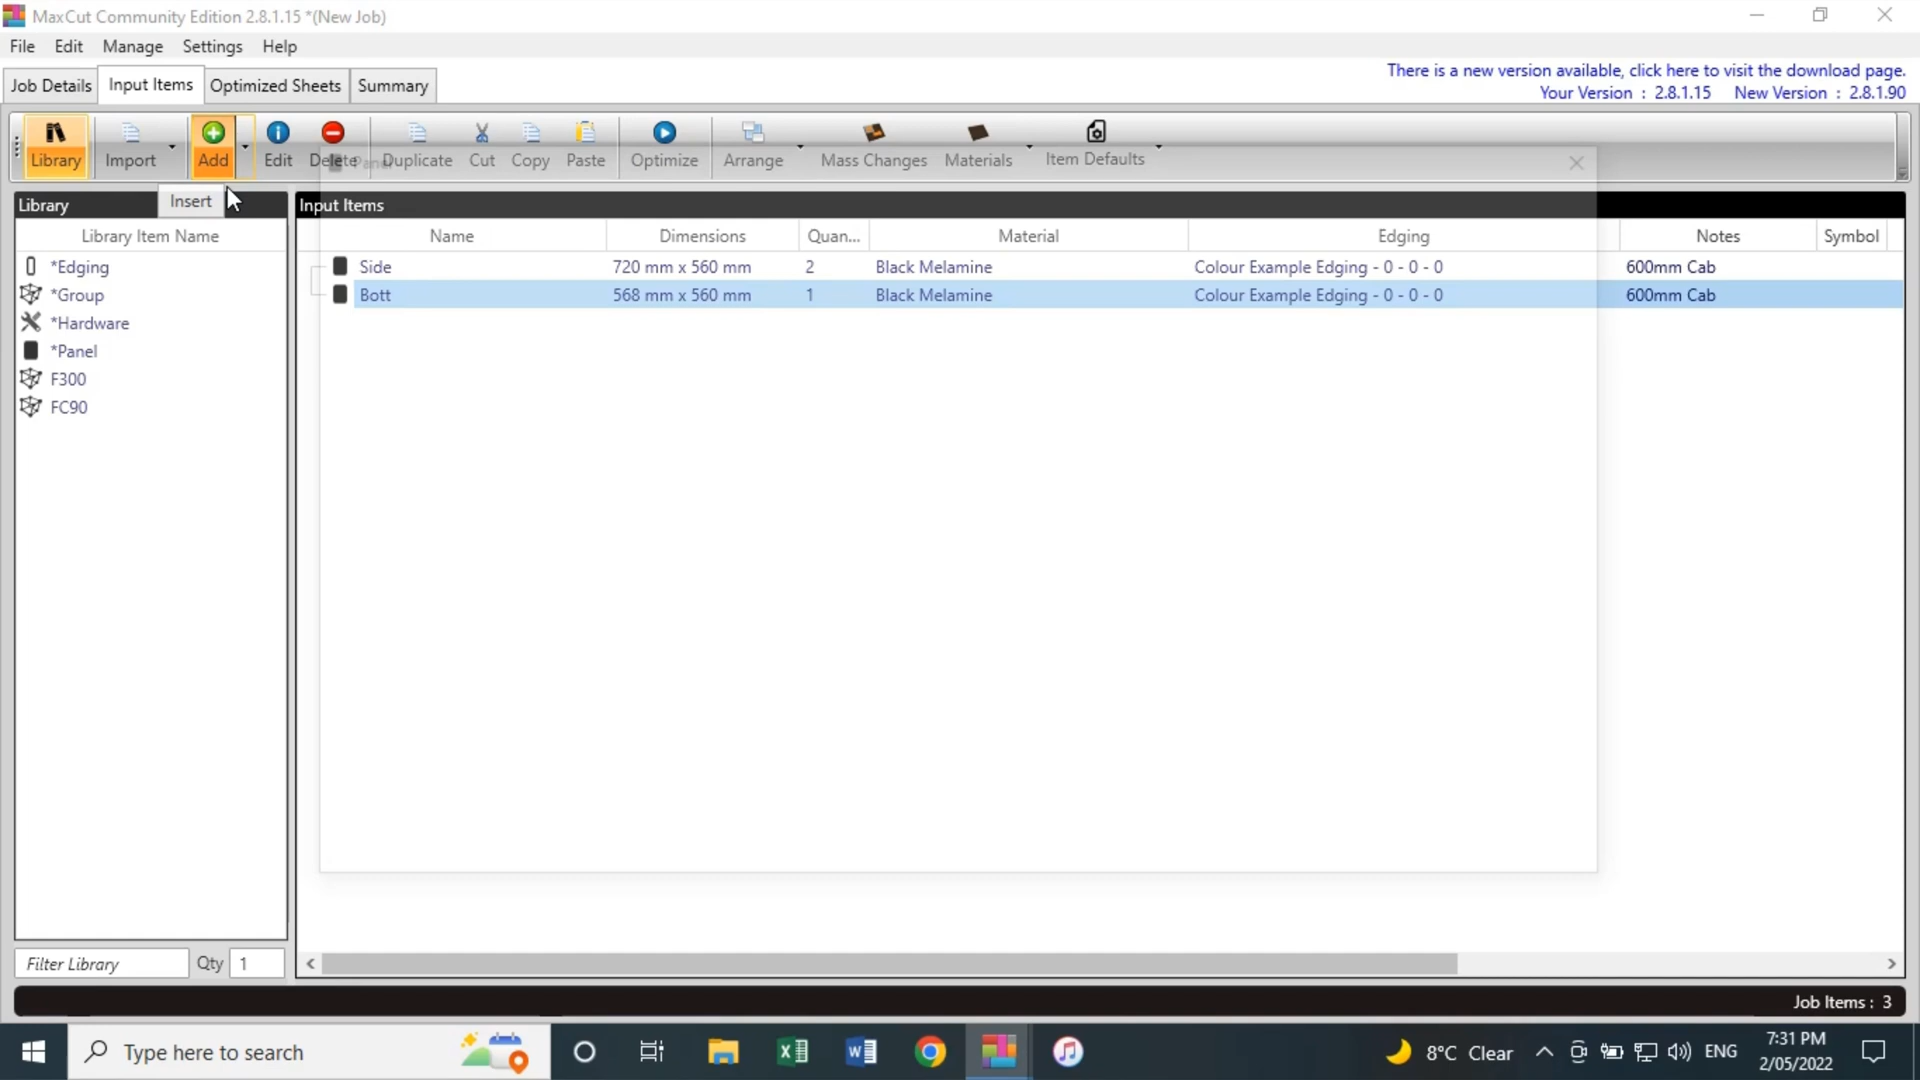 MaxCut Community Edition 2.8.1.15 *(New Job)
File Edit Manage Settings Help
Job Details Input Items Optimized Sheets Summary
There is a new version available, click here to visit the download page.
Your Version : 2.8.1.15 New Version : 2.8.1.90
Library Import Add Edit Delete Duplicate Cut Copy Paste Optimize Arrange Mass Changes Materials Item Defaults
Panel
Library Insert Input Items
Library Item Name Name Dimensions Quan... Material Edging Notes Symbol
*Edging Side 720 mm x 560 mm 2 Black Melamine Colour Example Edging - 0 - 0 - 0 600mm Cab
*Group Bott 568 mm x 560 mm 1 Black Melamine Colour Example Edging - 0 - 0 - 0 600mm Cab
*Hardware
*Panel
F300
FC90
Filter Library Qty 1
Job Items : 3
Type here to search 8°C Clear ENG 7:31 PM
2/05/2022